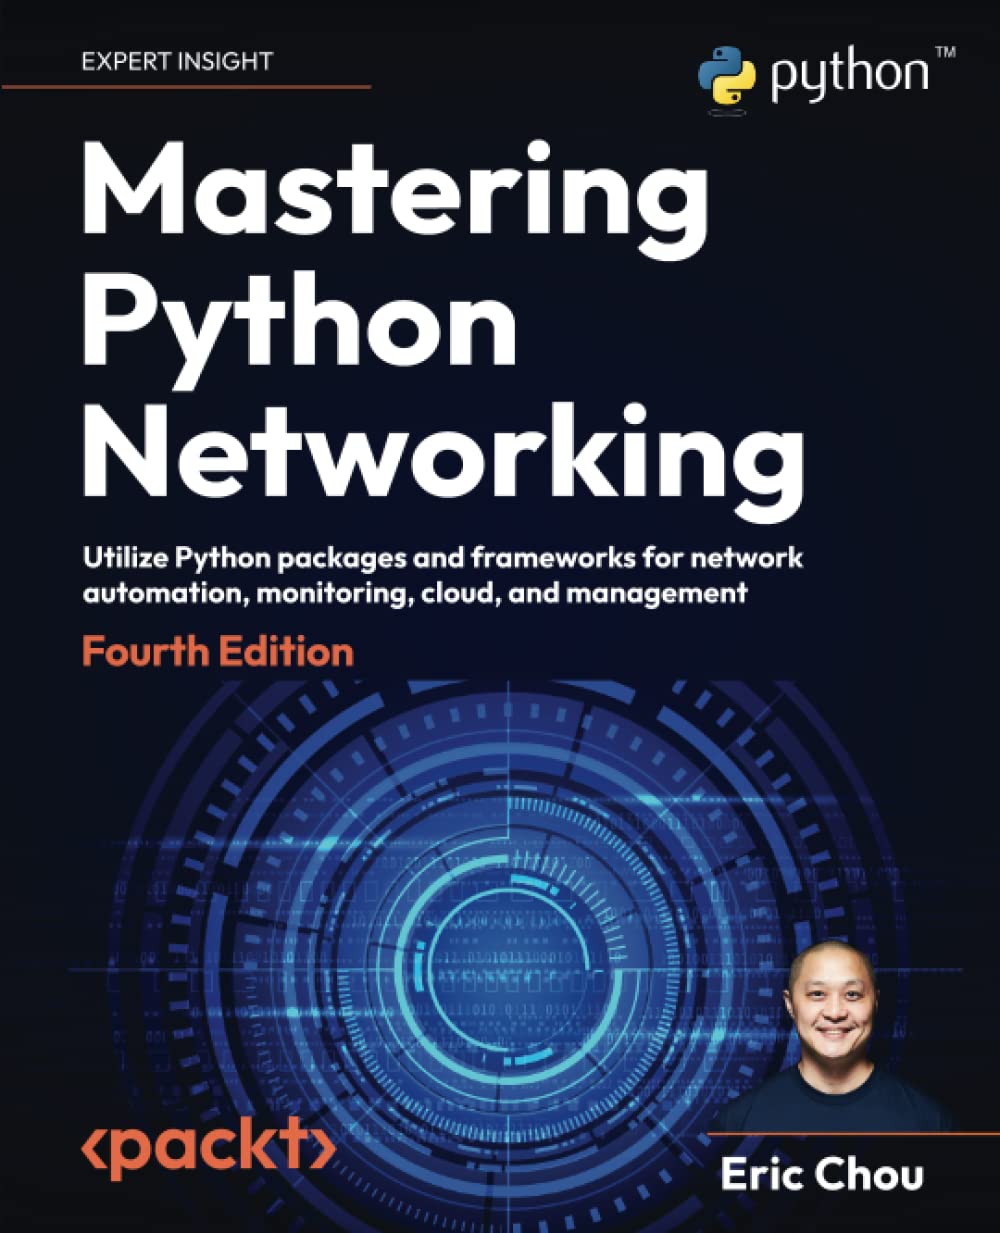 EXPERT INSIGHT
python™
Mastering
Python
Networking
Utilize Python packages and frameworks for network
automation, monitoring, cloud, and management
Fourth Edition
<packt>
Eric Chou